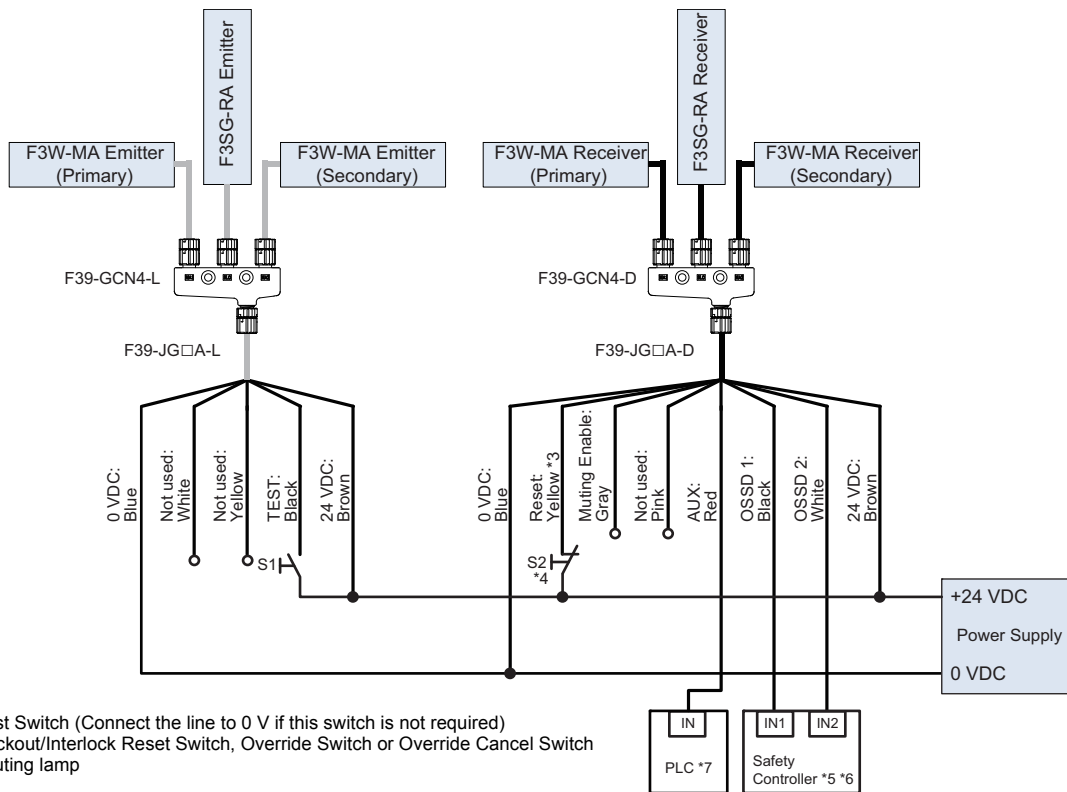 F3SG-RA Emitter
F3SG-RA Receiver
F3W-MA Emitter
(Primary)
F3W-MA Emitter
(Secondary)
F3W-MA Receiver
(Primary)
F3W-MA Receiver
(Secondary)
F39-GCN4-L
F39-GCN4-D
F39-JG□A-L
F39-JG□A-D
0 VDC:
Blue
Not used:
White
Not used:
Yellow
TEST:
Black
24 VDC:
Brown
0 VDC:
Blue
Reset:
Yellow *3
Muting Enable:
Gray
Not used:
Pink
AUX:
Red
OSSD 1:
Black
OSSD 2:
White
24 VDC:
Brown
S1
S2
*4
+24 VDC
Power Supply
0 VDC
st Switch (Connect the line to 0 V if this switch is not required)
ckout/Interlock Reset Switch, Override Switch or Override Cancel Switch
uting lamp
IN
PLC *7
IN1
IN2
Safety
Controller *5 *6